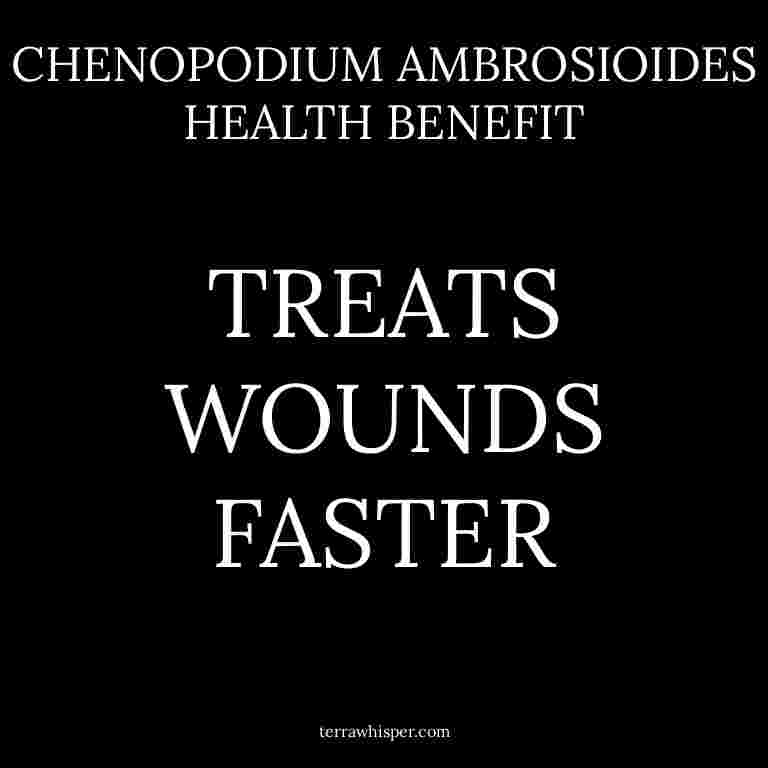 CHENOPODIUM AMBROSIOIDES
HEALTH BENEFIT
TREATS
WOUNDS
FASTER
terrawhisper.com